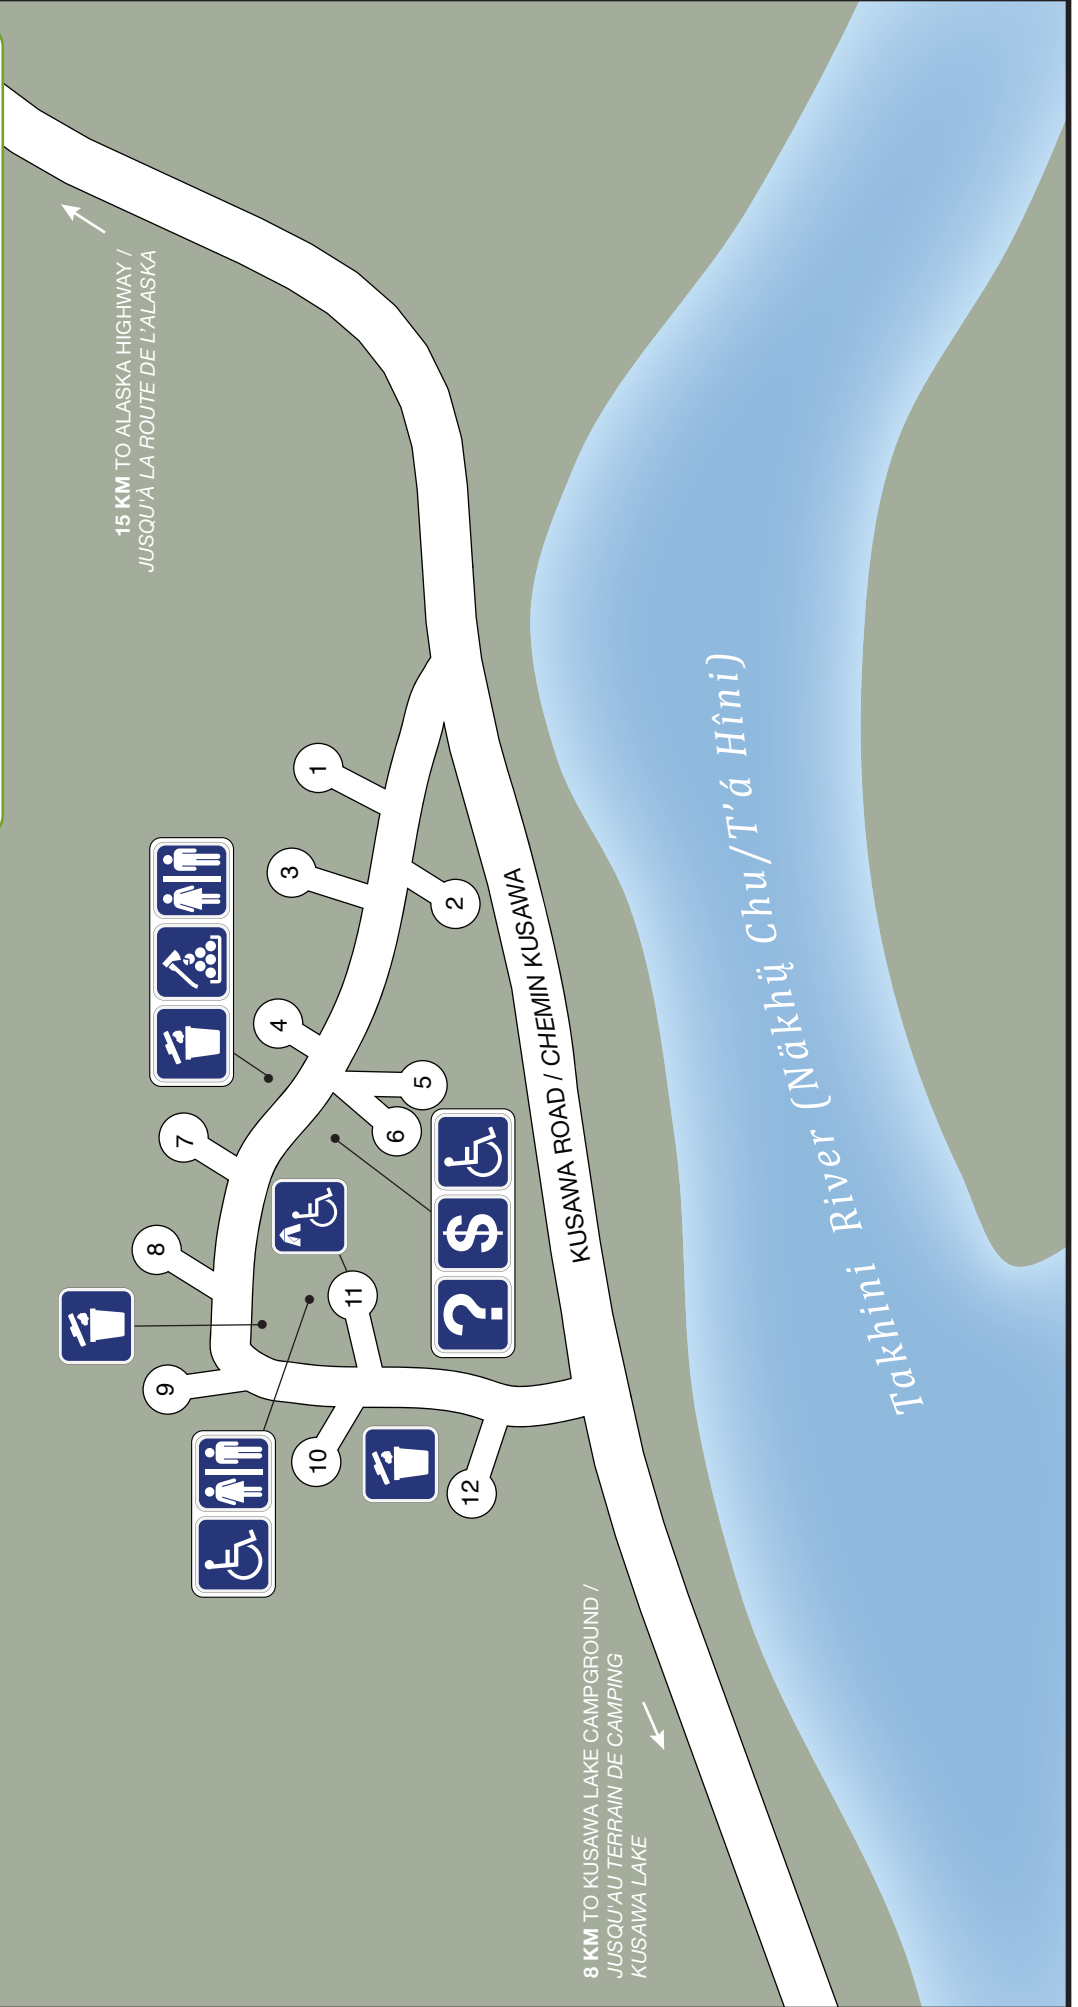 15 KM TO ALASKA HIGHWAY /
JUSQU'À LA ROUTE DE L'ALASKA
1
2
3
4
5
6
7
8
9
10
11
12
?
$
KUSAWA ROAD / CHEMIN KUSAWA
Takhini River (Näkhų̈ Chu/T'á Hîni)
8 KM TO KUSAWA LAKE CAMPGROUND /
JUSQU'AU TERRAIN DE CAMPING
KUSAWA LAKE